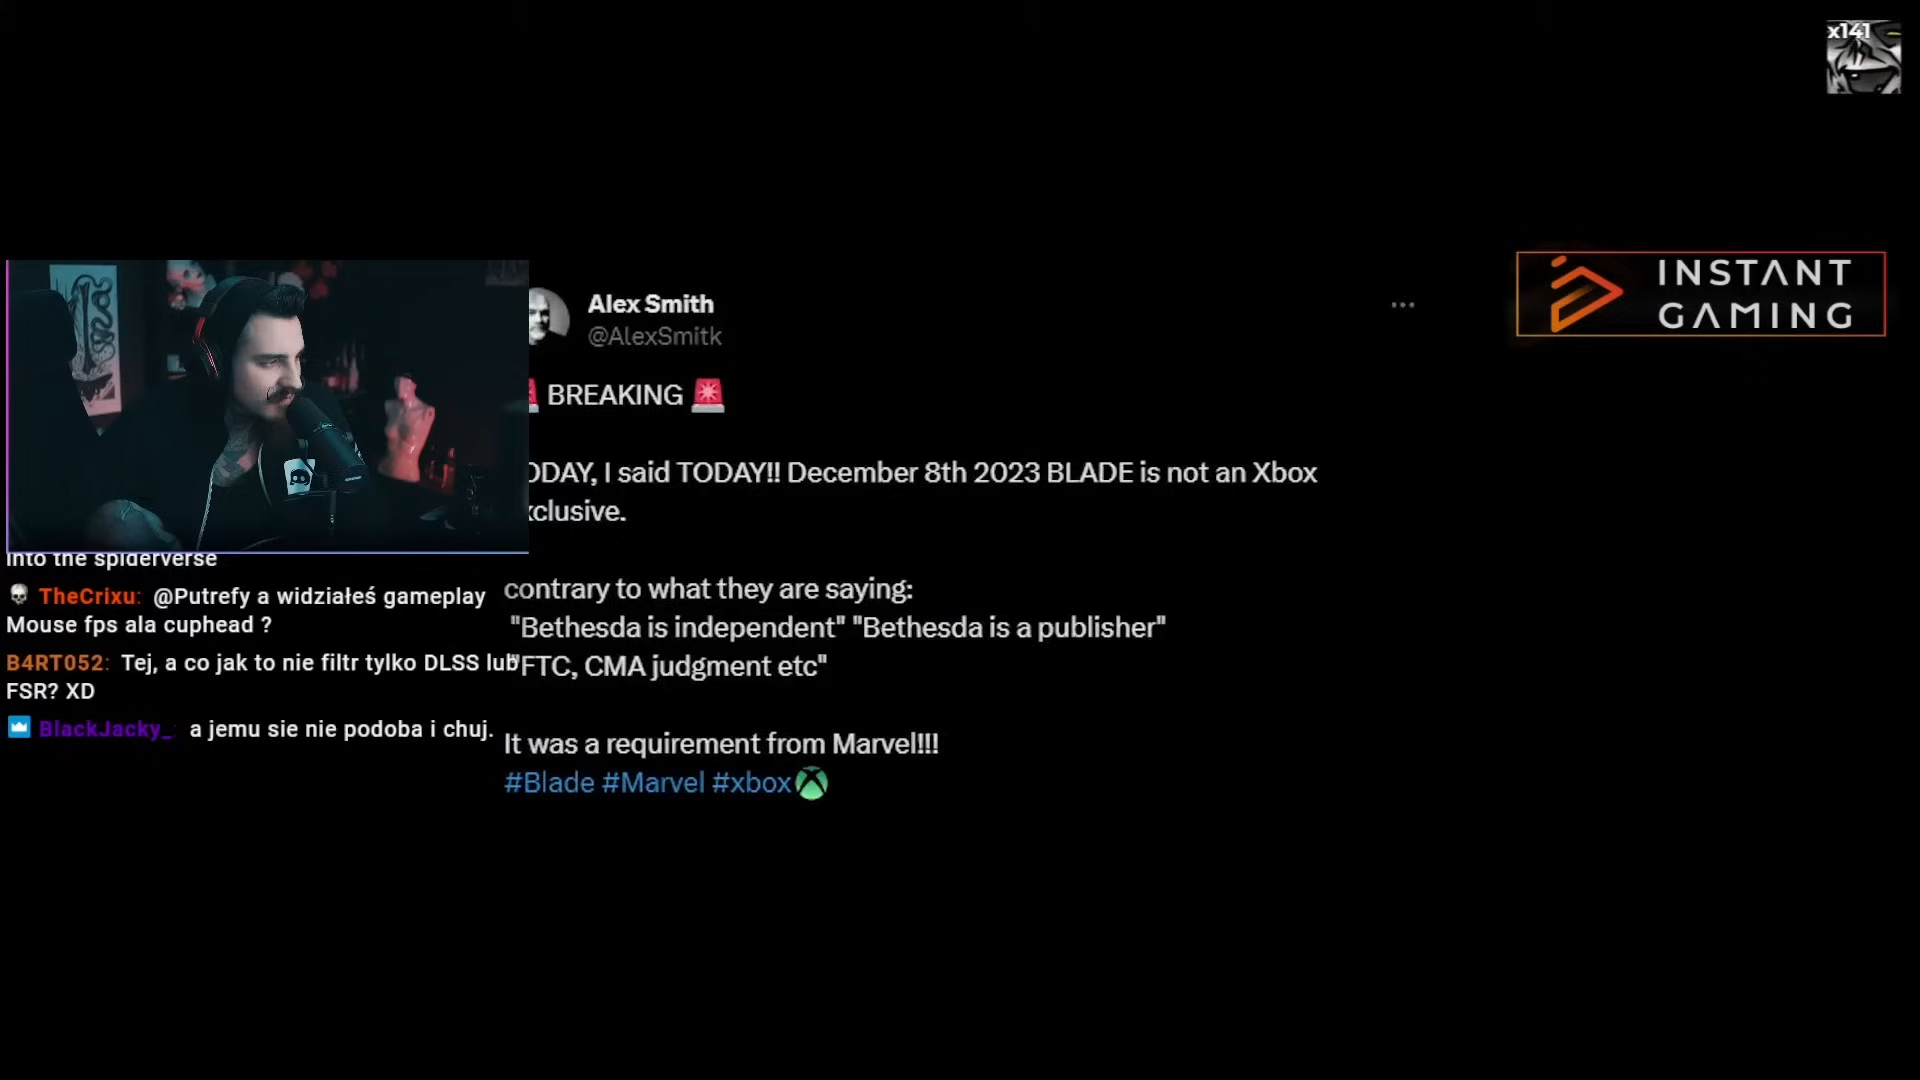 x141
INSTANT
GAMING
Alex Smith
@AlexSmitk
BREAKING
ODAY, I said TODAY!! December 8th 2023 BLADE is not an Xbox
xclusive.
contrary to what they are saying:
"Bethesda is independent" "Bethesda is a publisher"
"FTC, CMA judgment etc"
It was a requirement from Marvel!!!
#Blade #Marvel #xbox
into the spiderverse
TheCrixu: @Putrefy a widziałeś gameplay
Mouse fps ala cuphead ?
B4RT052: Tej, a co jak to nie filtr tylko DLSS lub
FSR? XD
BlackJacky_: a jemu sie nie podoba i chuj.